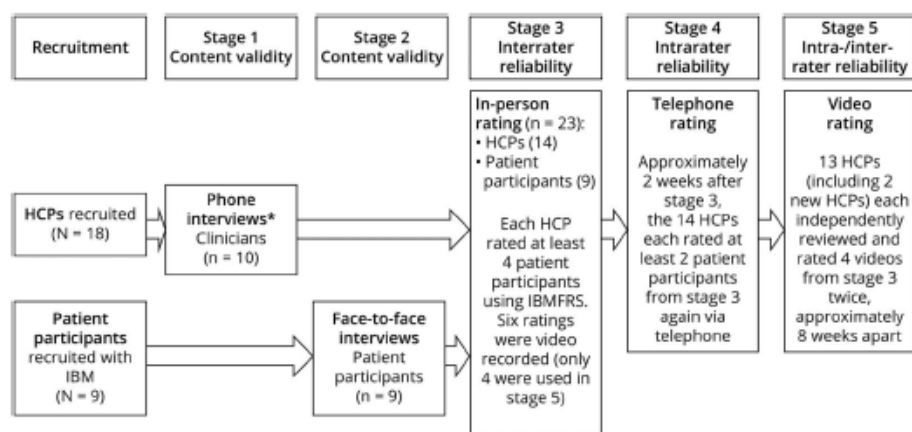 Recruitment
Stage 1
Content validity
Stage 2
Content validity
Stage 3
Interrater
reliability
Stage 4
Intrarater
reliability
Stage 5
Intra-/inter-
rater reliability
HCPs recruited
(N = 18)
Phone
interviews*
Clinicians
(n = 10)
Patient
participants
recruited with
IBM
(N = 9)
Face-to-face
interviews
Patient
participants
(n = 9)
In-person
rating (n = 23):
• HCPs (14)
• Patient
participants (9)
Each HCP
rated at least
4 patient
participants
using IBMFRS.
Six ratings
were video
recorded (only
4 were used in
stage 5)
Telephone
rating
Approximately
2 weeks after
stage 3,
the 14 HCPs
each rated at
least 2 patient
participants
from stage 3
again via
telephone
Video
rating
13 HCPs
(including 2
new HCPs) each
independently
reviewed and
rated 4 videos
from stage 3
twice,
approximately
8 weeks apart